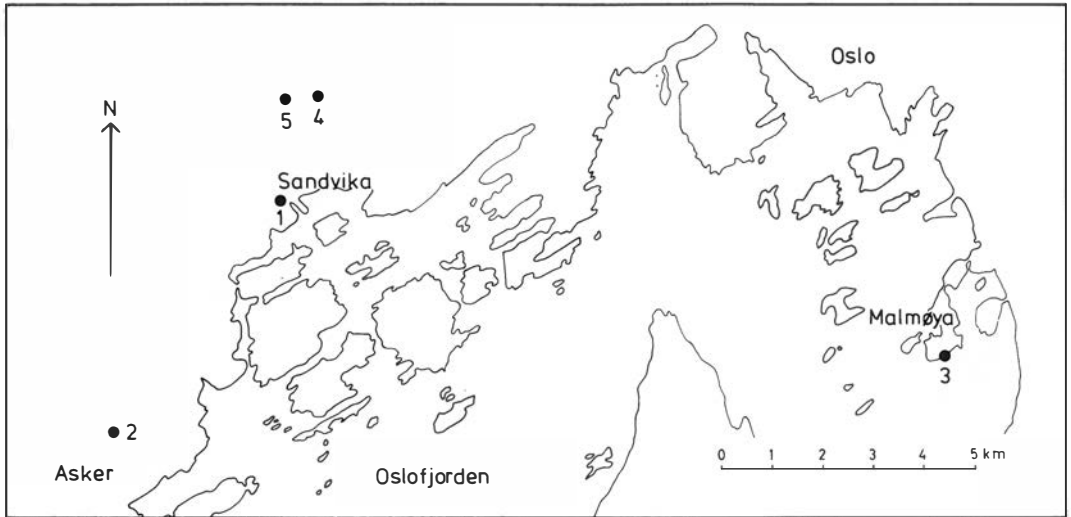 Oslo
N
5 4
Sandvika
1
Malmøya
3
2
Asker
Oslofjorden
0 1 2 3 4 5 km